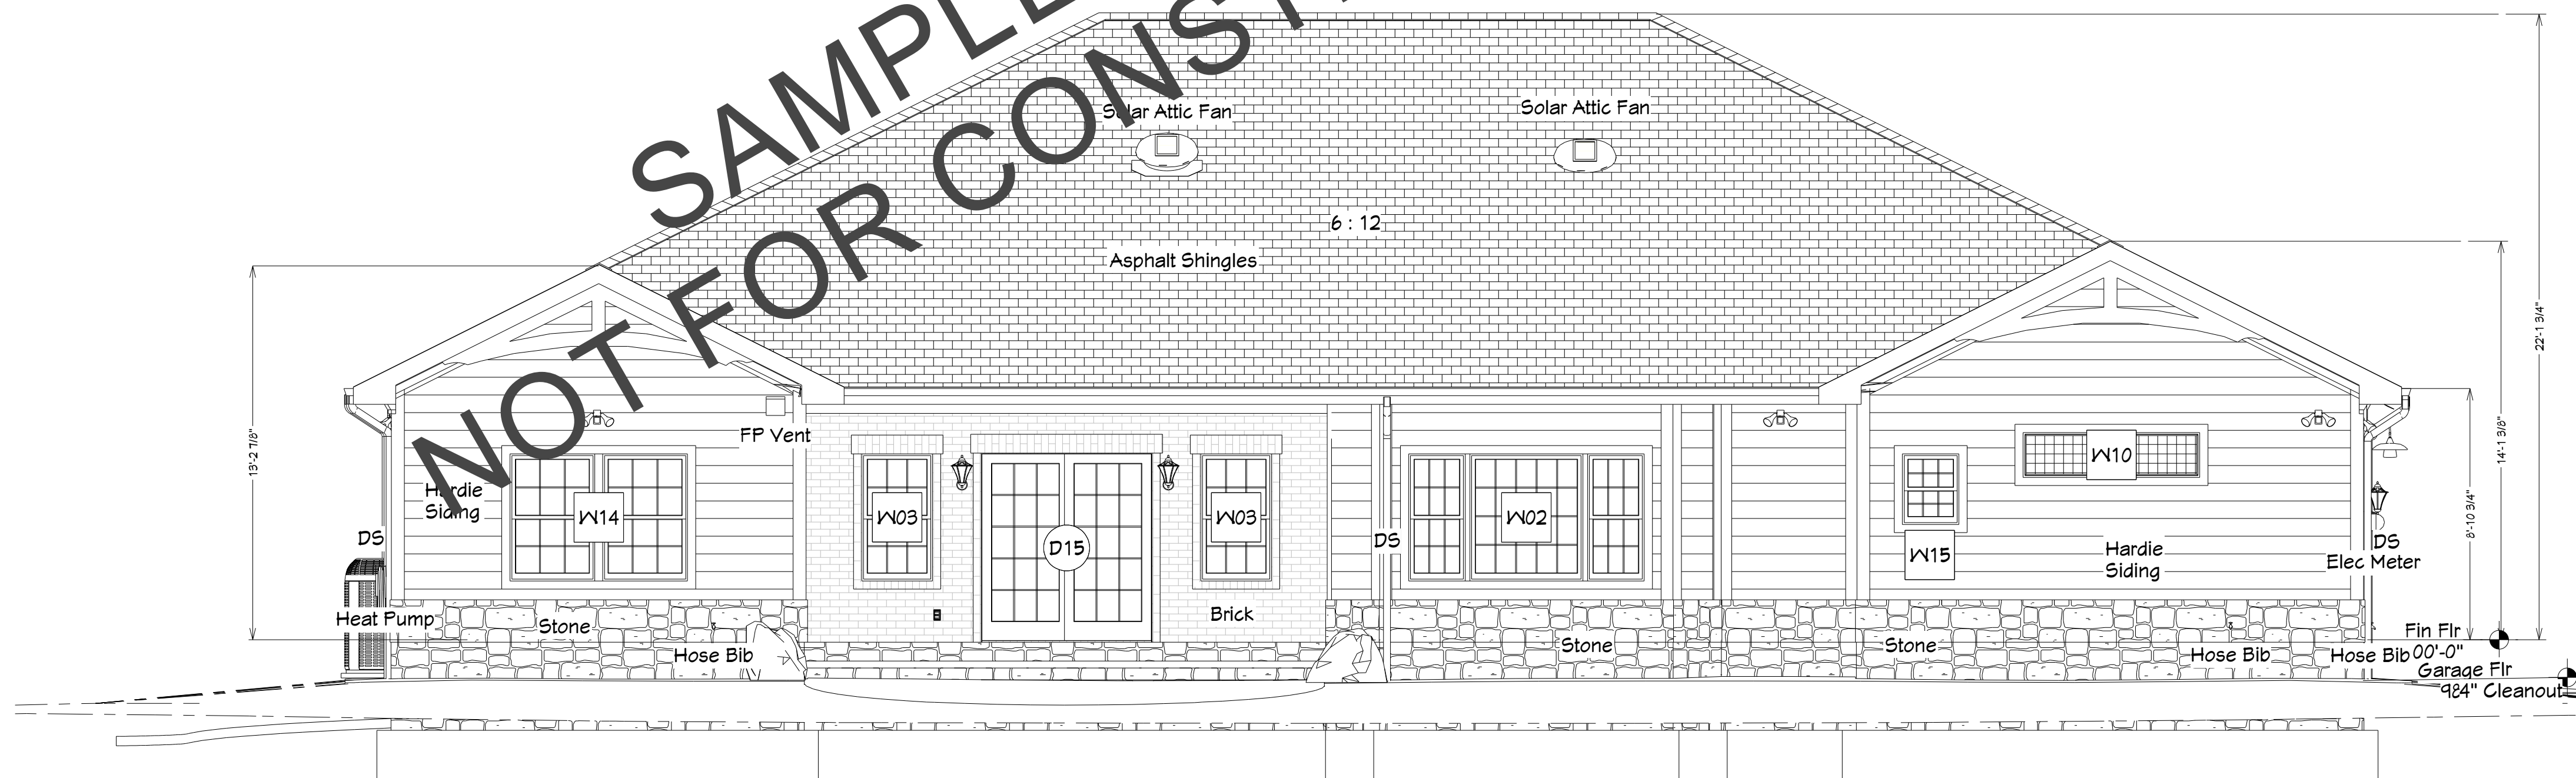 SAMPLE
NOT FOR CONST
Solar Attic Fan
Solar Attic Fan
6 : 12
Asphalt Shingles
13'-2 7/8"
22'-1 3/4"
14'-1 3/8"
8'-10 3/4"
FP Vent
Hardie
Siding
W14
W03
D15
W03
W02
W10
W15
DS
DS
DS
Elec Meter
Hardie
Siding
Heat Pump
Stone
Hose Bib
Brick
Stone
Stone
Hose Bib
Hose Bib
Fin Flr
00'-0"
Garage Flr
984" Cleanout